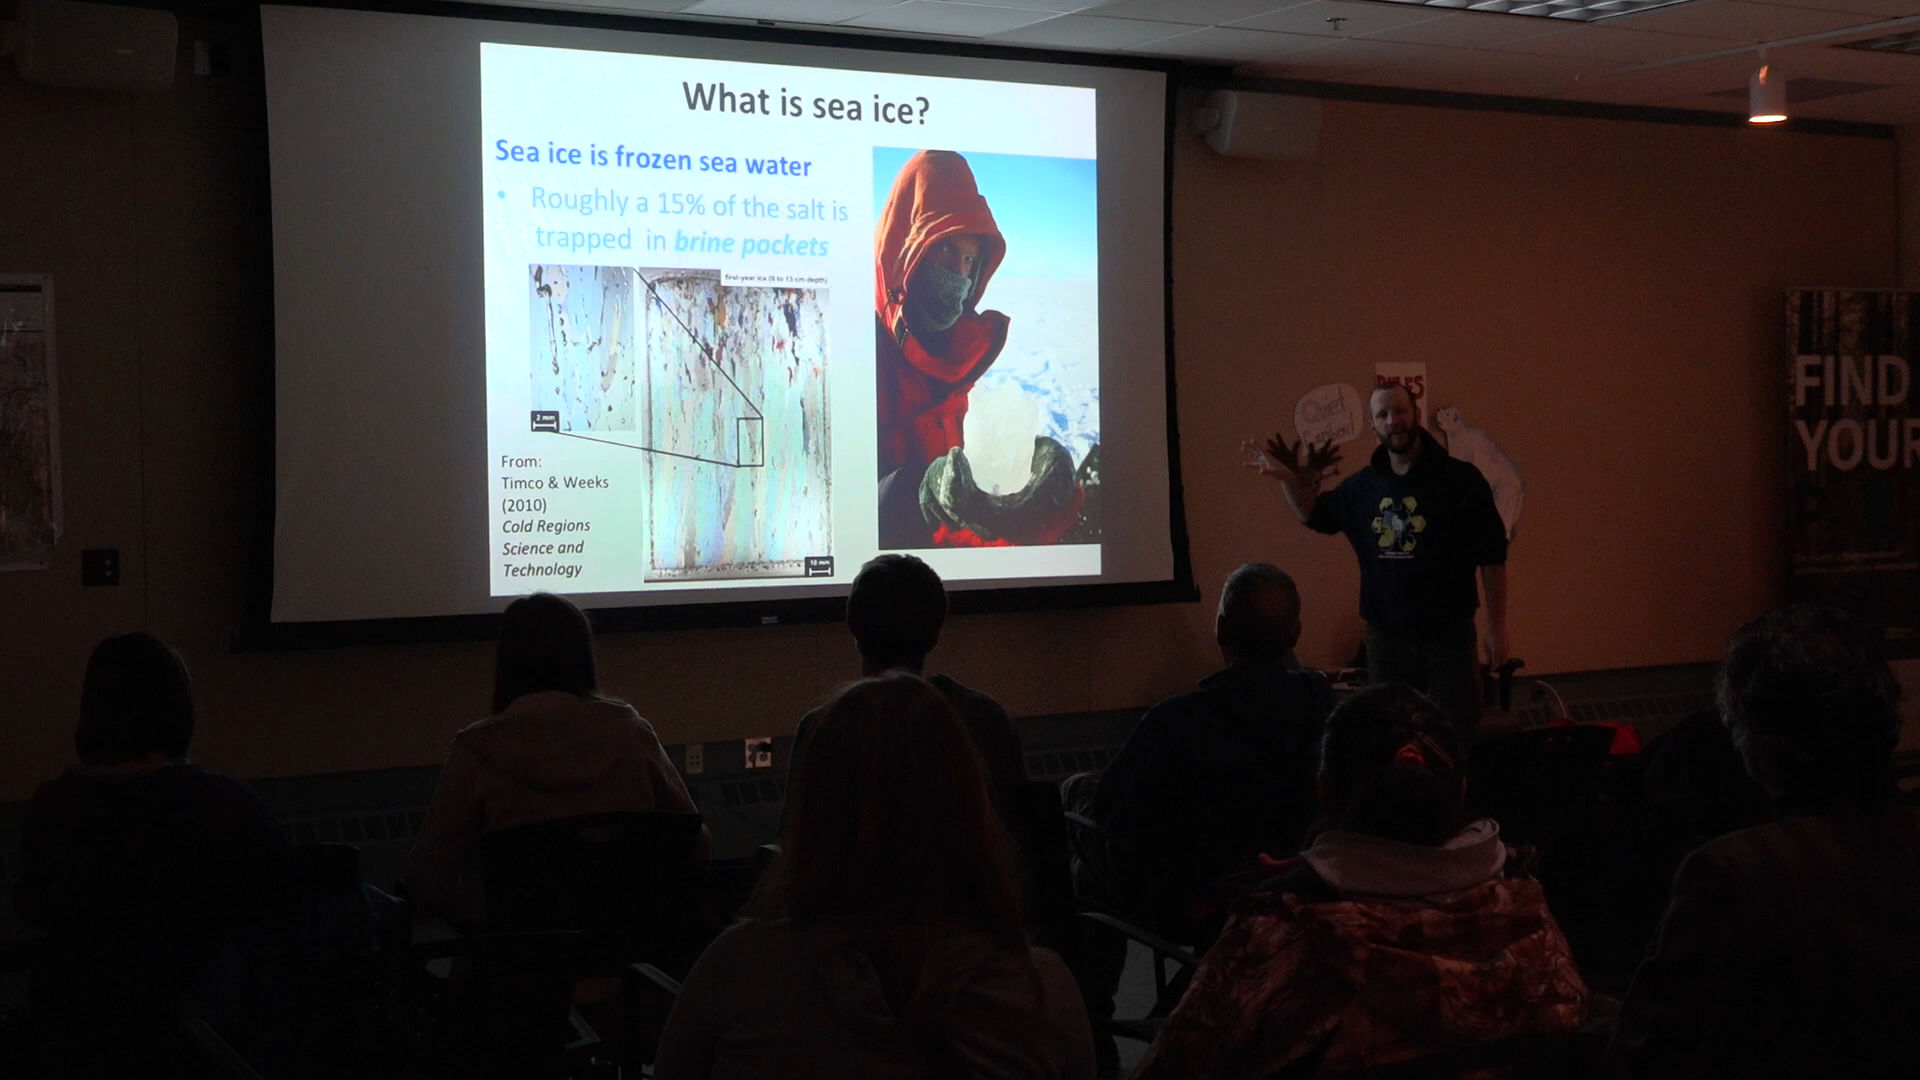 What is sea ice?
Sea ice is frozen sea water
• Roughly a 15% of the salt is
trapped in brine pockets
first-year ice (9 to 13 cm depth)
2 mm
From:
Timco & Weeks
(2010)
Cold Regions
Science and
Technology
10 mm
Quiet
FIND
YOUR